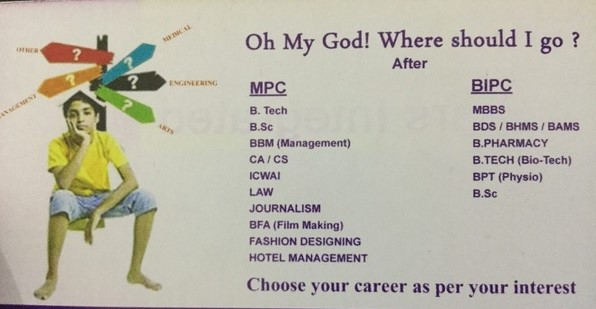 OTHER
MEDICAL
ENGINEERING
ARTS
Oh My God! Where should I go ?
After
MPC
B. Tech
B.Sc
BBM (Management)
CA / CS
ICWAI
LAW
JOURNALISM
BFA (Film Making)
FASHION DESIGNING
HOTEL MANAGEMENT
BIPC
MBBS
BDS / BHMS / BAMS
B.PHARMACY
B.TECH (Bio-Tech)
BPT (Physio)
B.Sc
Choose your career as per your interest